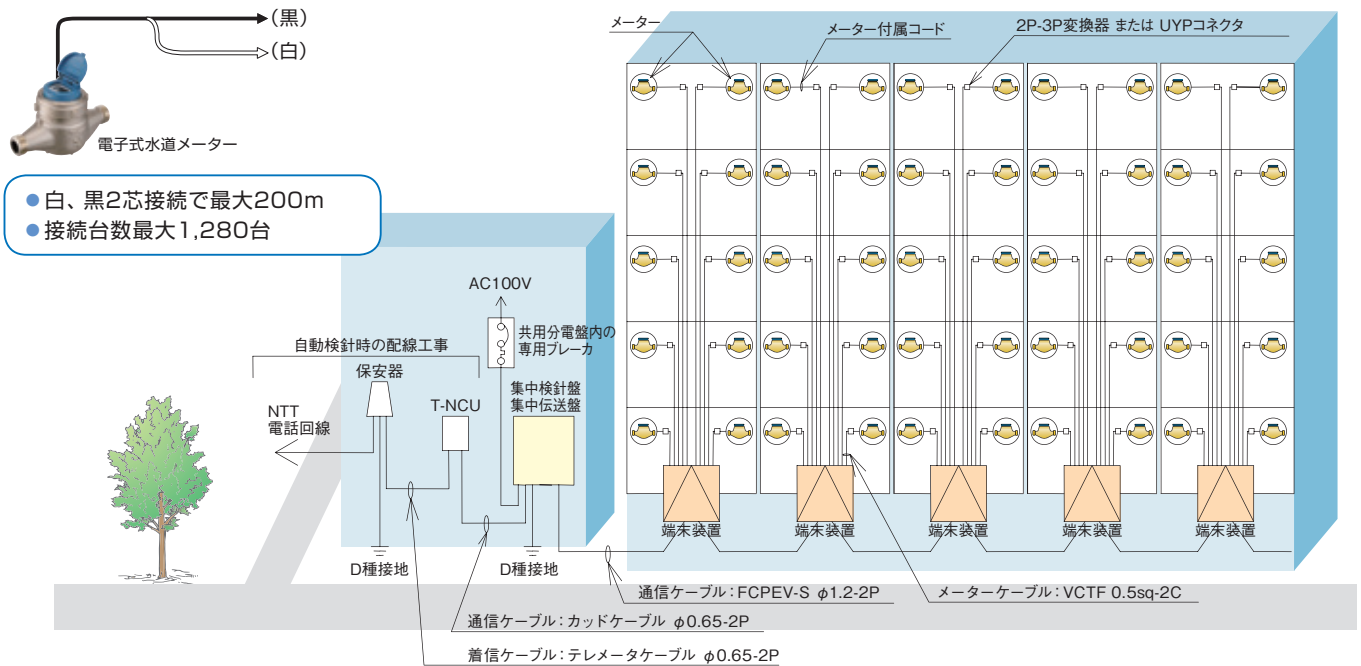 (黒)
(白)
電子式水道メーター
●白、黒2芯接続で最大200m
●接続台数最大1,280台
メーター
メーター付属コード
2P-3P変換器 または UYPコネクタ
AC100V
共用分電盤内の
専用ブレーカ
自動検針時の配線工事
保安器
T-NCU
集中検針盤
集中伝送盤
NTT
電話回線
端末装置
端末装置
端末装置
端末装置
端末装置
D種接地
D種接地
通信ケーブル:FCPEV-S φ1.2-2P
メーターケーブル:VCTF 0.5sq-2C
通信ケーブル:カッドケーブル φ0.65-2P
着信ケーブル:テレメータケーブル φ0.65-2P